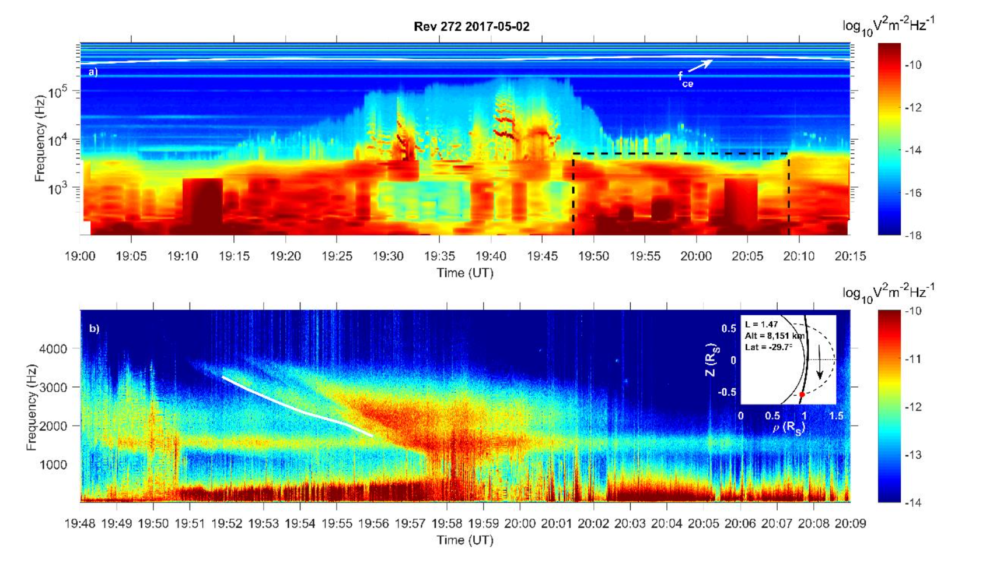 Rev 272 2017-05-02
log10V2m-2Hz-1
a)
fce
Frequency (Hz)
10^5
10^4
10^3
-10
-12
-14
-16
-18
19:00 19:05 19:10 19:15 19:20 19:25 19:30 19:35 19:40 19:45 19:50 19:55 20:00 20:05 20:10 20:15
Time (UT)
log10V2m-2Hz-1
b)
Frequency (Hz)
4000
3000
2000
1000
L = 1.47
Alt = 8,151 km
Lat = -29.7°
Z (RS)
0.5
0
-0.5
0 0.5 1 1.5
ρ (RS)
-10
-11
-12
-13
-14
19:48 19:49 19:50 19:51 19:52 19:53 19:54 19:55 19:56 19:57 19:58 19:59 20:00 20:01 20:02 20:03 20:04 20:05 20:06 20:07 20:08 20:09
Time (UT)